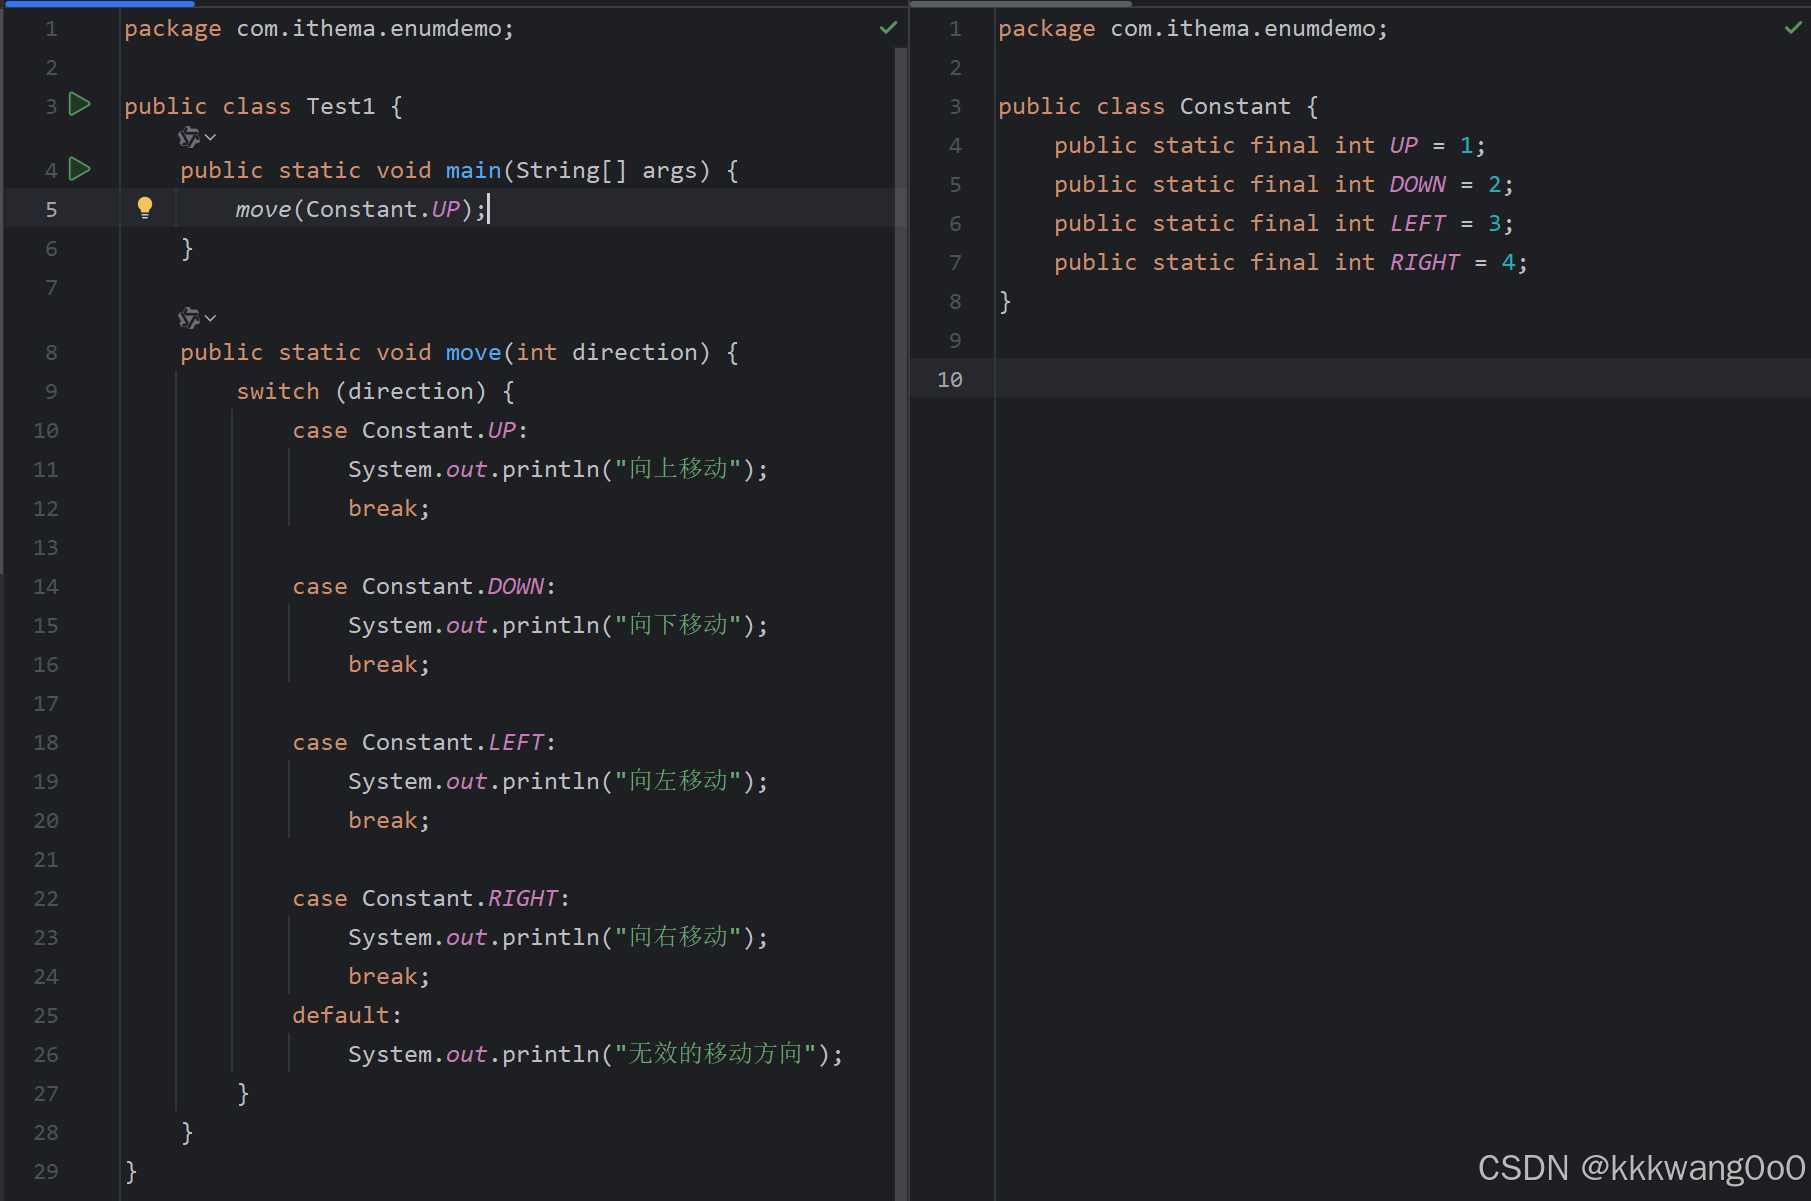 1 package com.ithema.enumdemo;
2
3 public class Test1 {
4     public static void main(String[] args) {
5         move(Constant.UP);
6     }
7
8     public static void move(int direction) {
9         switch (direction) {
10             case Constant.UP:
11                 System.out.println("向上移动");
12                 break;
13
14             case Constant.DOWN:
15                 System.out.println("向下移动");
16                 break;
17
18             case Constant.LEFT:
19                 System.out.println("向左移动");
20                 break;
21
22             case Constant.RIGHT:
23                 System.out.println("向右移动");
24                 break;
25             default:
26                 System.out.println("无效的移动方向");
27         }
28     }
29 }
1 package com.ithema.enumdemo;
2
3 public class Constant {
4     public static final int UP = 1;
5     public static final int DOWN = 2;
6     public static final int LEFT = 3;
7     public static final int RIGHT = 4;
8 }
9
10
CSDN @kkkwang0o0